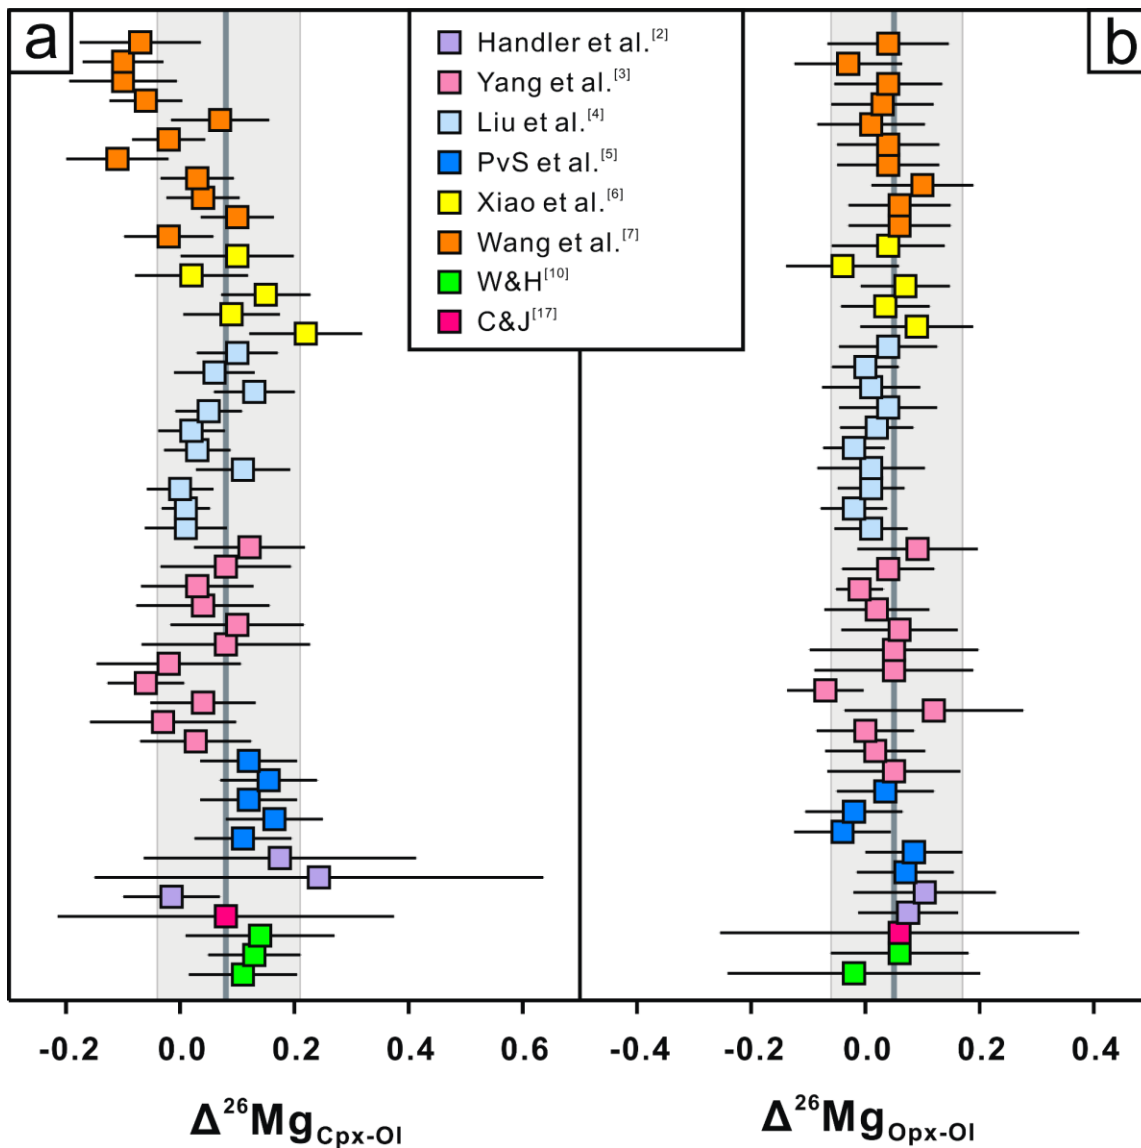 a
b
Handler et al.[2]
Yang et al.[3]
Liu et al.[4]
PvS et al.[5]
Xiao et al.[6]
Wang et al.[7]
W&H[10]
C&J[17]
-0.2 0.0 0.2 0.4 0.6
-0.2 0.0 0.2 0.4
Δ26MgCpx-Ol
Δ26MgOpx-Ol